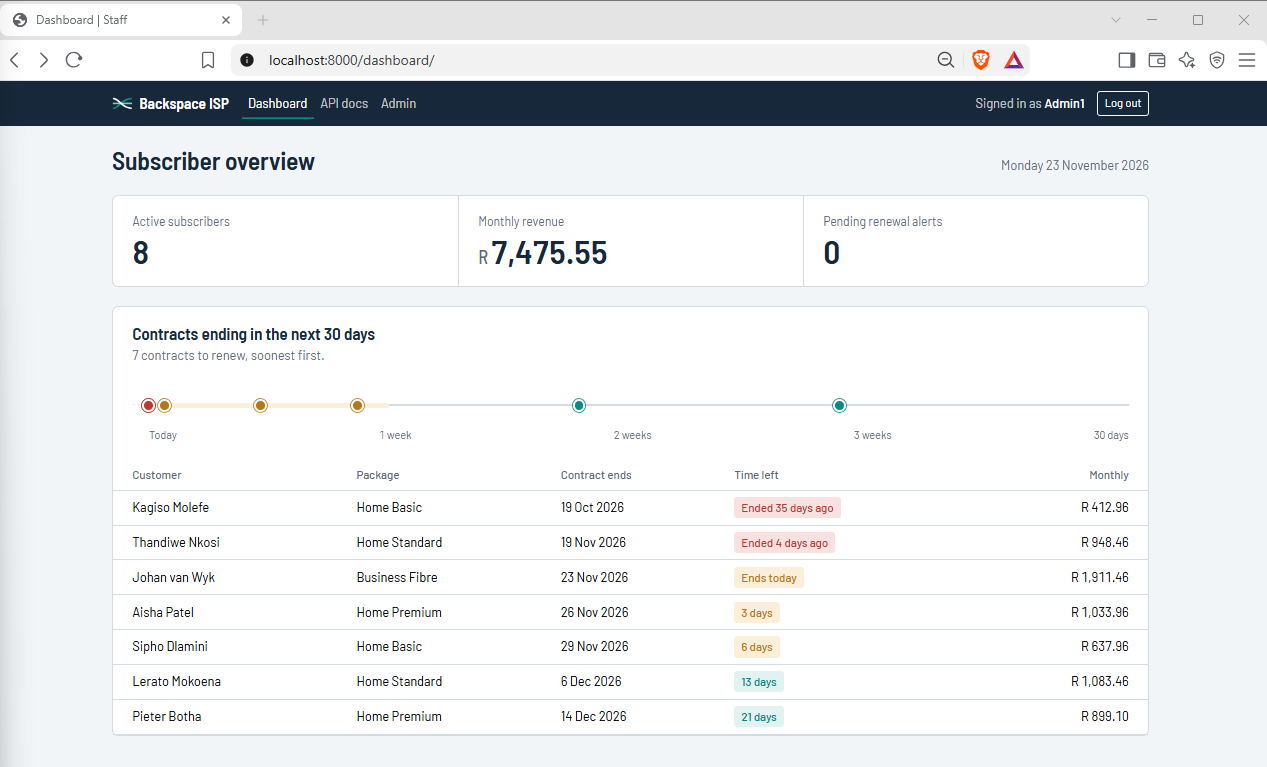 Dashboard | Staff
localhost:8000/dashboard/
Backspace ISP Dashboard API docs Admin Signed in as Admin1 Log out
Subscriber overview
Monday 23 November 2026
Active subscribers
8
Monthly revenue
R 7,475.55
Pending renewal alerts
0
Contracts ending in the next 30 days
7 contracts to renew, soonest first.
Today 1 week 2 weeks 3 weeks 30 days
Customer Package Contract ends Time left Monthly
Kagiso Molefe Home Basic 19 Oct 2026 Ended 35 days ago R 412.96
Thandiwe Nkosi Home Standard 19 Nov 2026 Ended 4 days ago R 948.46
Johan van Wyk Business Fibre 23 Nov 2026 Ends today R 1,911.46
Aisha Patel Home Premium 26 Nov 2026 3 days R 1,033.96
Sipho Dlamini Home Basic 29 Nov 2026 6 days R 637.96
Lerato Mokoena Home Standard 6 Dec 2026 13 days R 1,083.46
Pieter Botha Home Premium 14 Dec 2026 21 days R 899.10